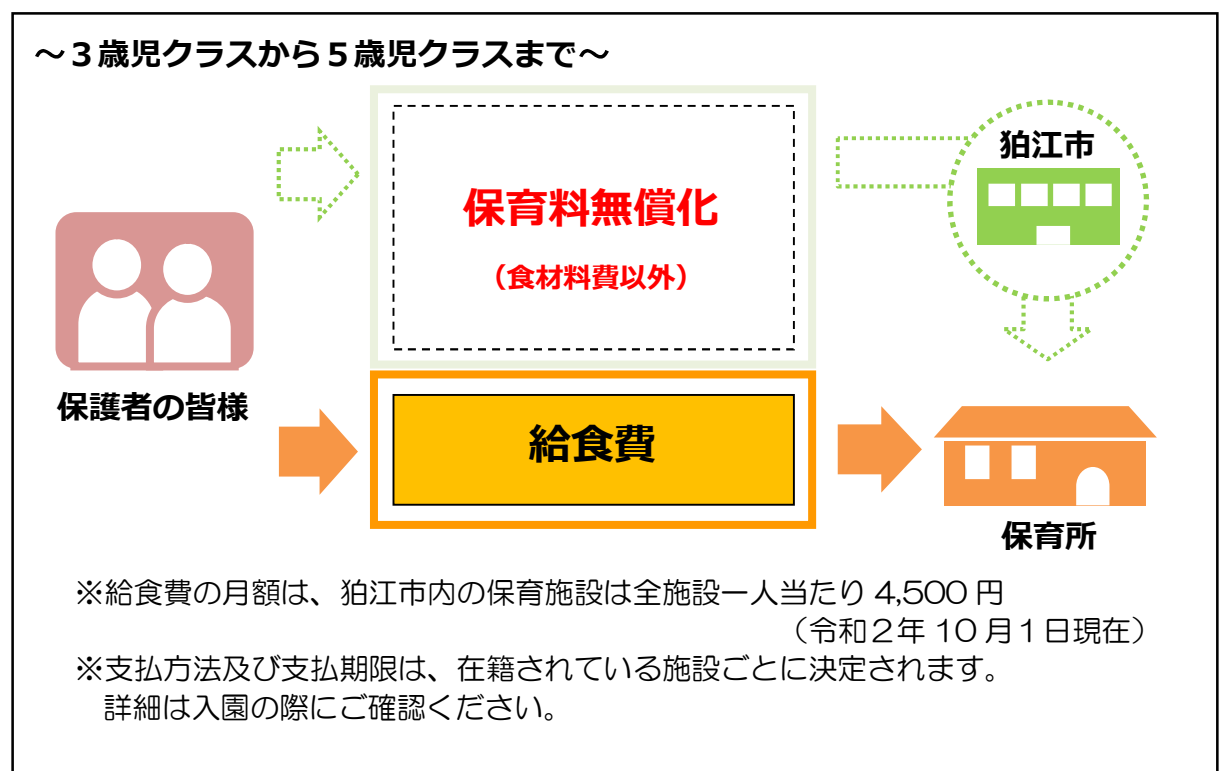 ～３歳児クラスから５歳児クラスまで～
狛江市
保育料無償化
（食材料費以外）
保護者の皆様
給食費
保育所
※給食費の月額は、狛江市内の保育施設は全施設一人当たり 4,500 円
（令和２年 10 月１日現在）
※支払方法及び支払期限は、在籍されている施設ごとに決定されます。
詳細は入園の際にご確認ください。